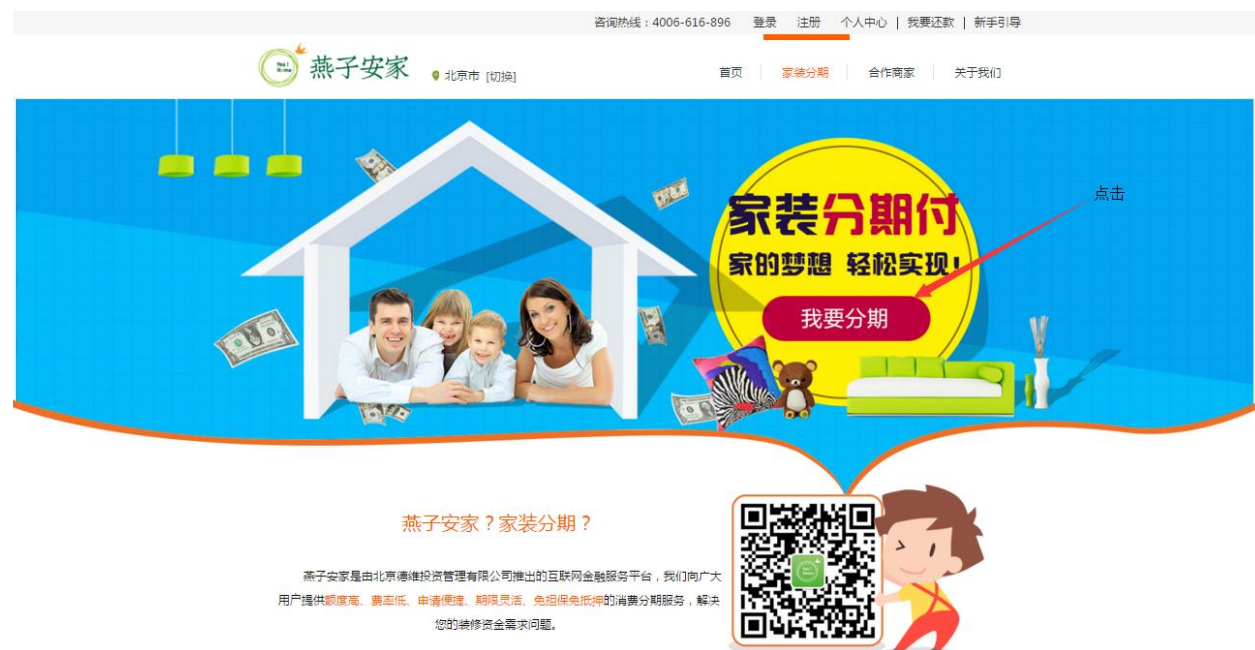 咨询热线：4006-616-896 登录 注册 个人中心 | 我要还款 | 新手引导
Yes !
Home
燕子安家
北京市 [切换]
首页 家装分期 合作商家 关于我们
点击
家装分期付
家的梦想 轻松实现！
我要分期
燕子安家？家装分期？
燕子安家是由北京德维投资管理有限公司推出的互联网金融服务平台，我们向广大
用户提供额度高、费率低、申请便捷、期限灵活、免担保免抵押的消费分期服务，解决
您的装修资金需求问题。
Yes !
Home